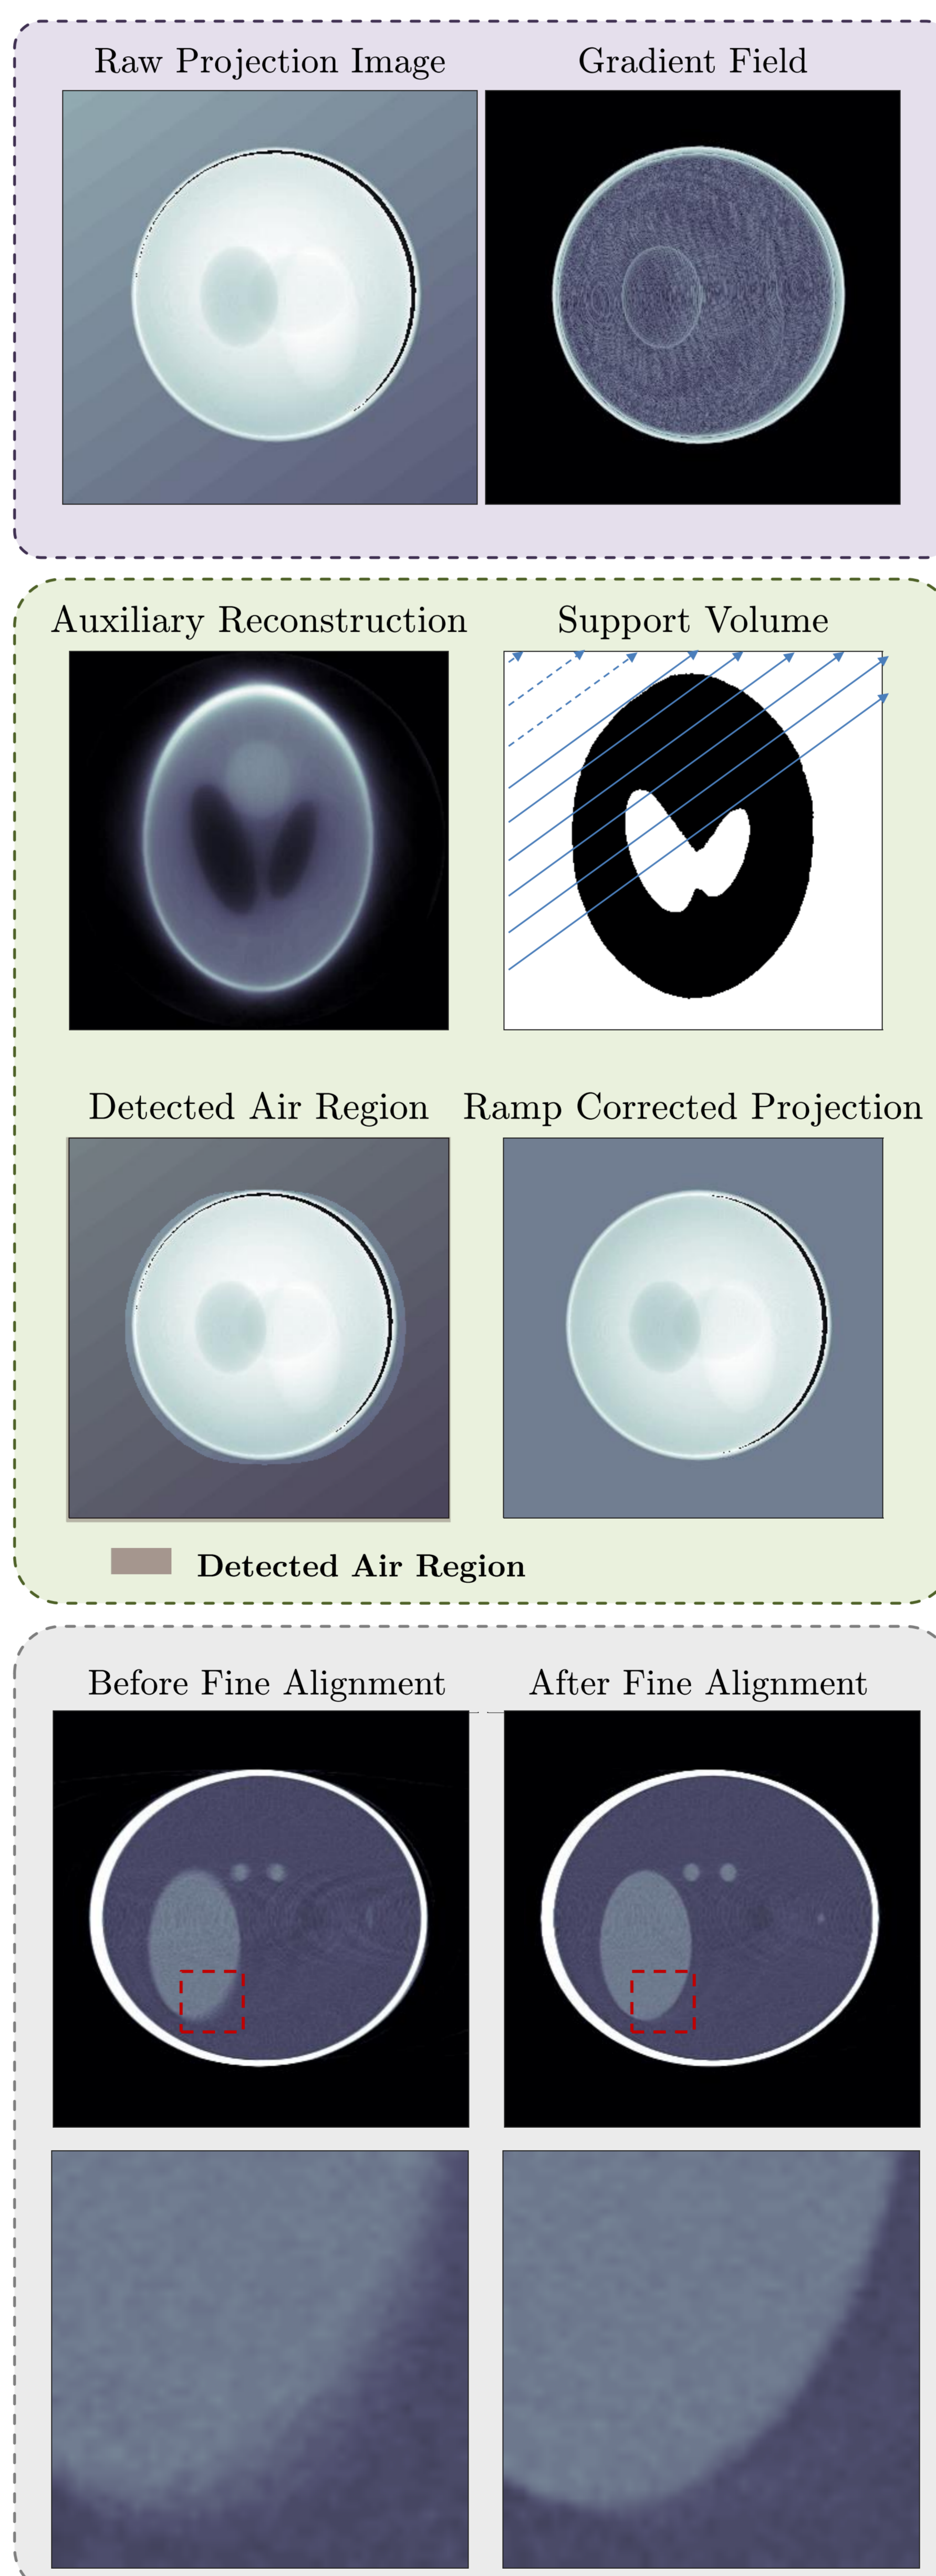 Raw Projection Image
Gradient Field
Auxiliary Reconstruction
Support Volume
Detected Air Region
Ramp Corrected Projection
Detected Air Region
Before Fine Alignment
After Fine Alignment